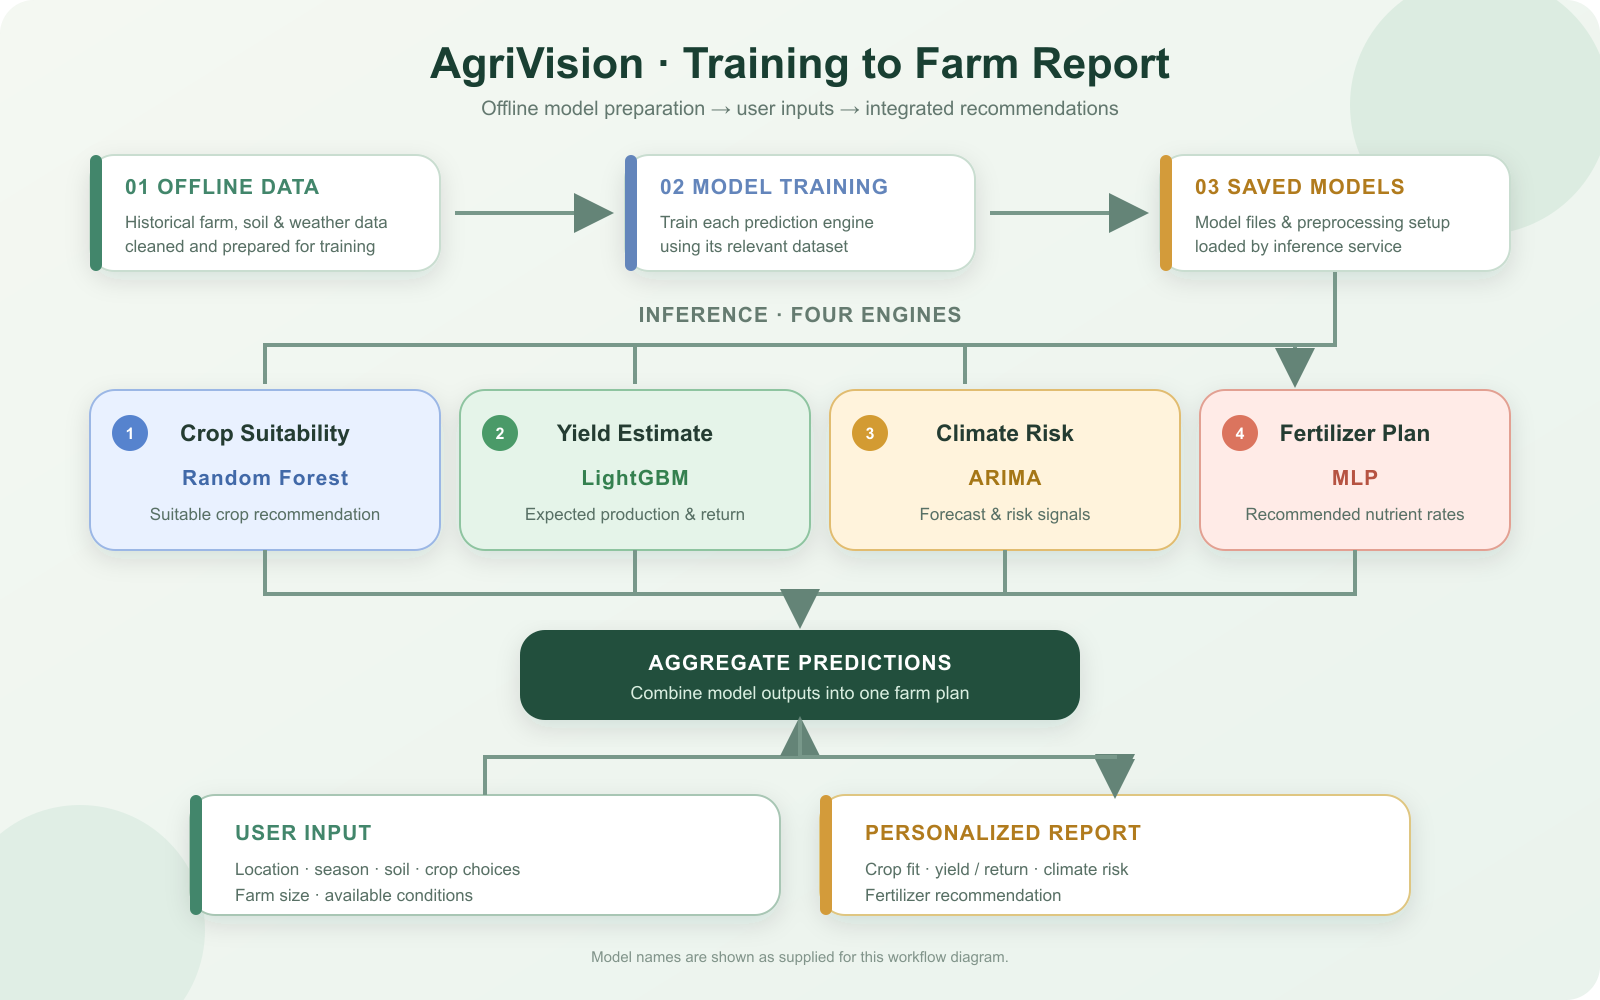 AgriVision · Training to Farm Report
Offline model preparation → user inputs → integrated recommendations
01 OFFLINE DATA
Historical farm, soil & weather data
cleaned and prepared for training
02 MODEL TRAINING
Train each prediction engine
using its relevant dataset
03 SAVED MODELS
Model files & preprocessing setup
loaded by inference service
INFERENCE · FOUR ENGINES
1
Crop Suitability
Random Forest
Suitable crop recommendation
2
Yield Estimate
LightGBM
Expected production & return
3
Climate Risk
ARIMA
Forecast & risk signals
4
Fertilizer Plan
MLP
Recommended nutrient rates
AGGREGATE PREDICTIONS
Combine model outputs into one farm plan
USER INPUT
Location · season · soil · crop choices
Farm size · available conditions
PERSONALIZED REPORT
Crop fit · yield / return · climate risk
Fertilizer recommendation
Model names are shown as supplied for this workflow diagram.